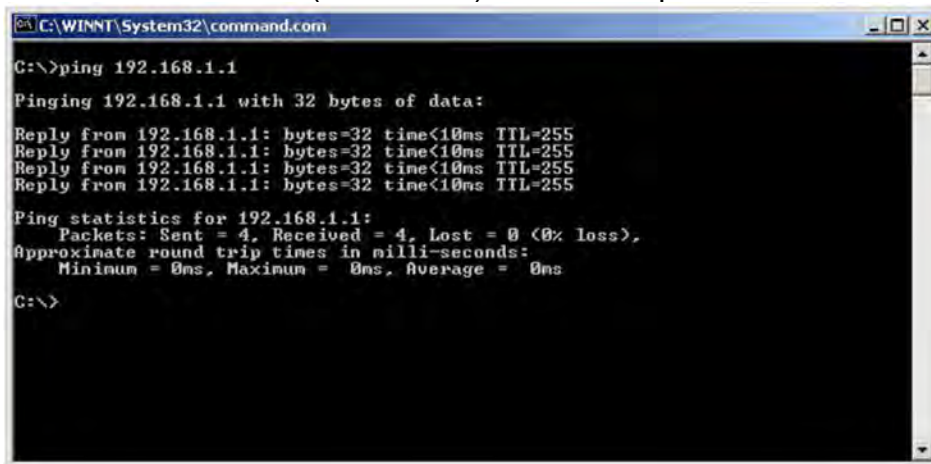 C:\WINNT\System32\command.com
C:\>ping 192.168.1.1
Pinging 192.168.1.1 with 32 bytes of data:
Reply from 192.168.1.1: bytes=32 time<10ms TTL=255
Reply from 192.168.1.1: bytes=32 time<10ms TTL=255
Reply from 192.168.1.1: bytes=32 time<10ms TTL=255
Reply from 192.168.1.1: bytes=32 time<10ms TTL=255
Ping statistics for 192.168.1.1:
Packets: Sent = 4, Received = 4, Lost = 0 (0% loss),
Approximate round trip times in milli-seconds:
Minimum = 0ms, Maximum = 0ms, Average = 0ms
C:\>